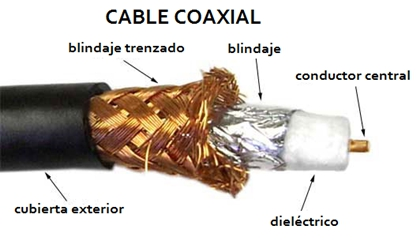 CABLE COAXIAL
blindaje trenzado
blindaje
conductor central
cubierta exterior
dieléctrico